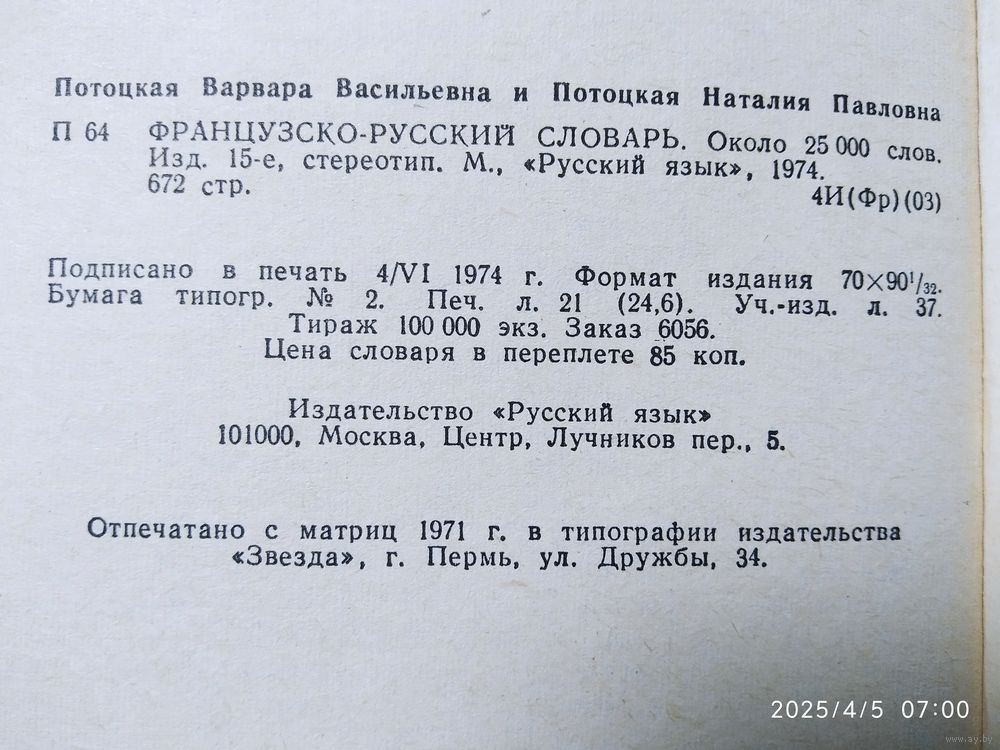 Потоцкая Варвара Васильевна и Потоцкая Наталия Павловна
П 64 ФРАНЦУЗСКО-РУССКИЙ СЛОВАРЬ. Около 25 000 слов.
Изд. 15-е, стереотип. М., «Русский язык», 1974.
672 стр.
4И(Фр)(03)
Подписано в печать 4/VI 1974 г. Формат издания 70×90¹/₃₂.
Бумага типогр. № 2. Печ. л. 21 (24,6). Уч.-изд. л. 37.
Тираж 100 000 экз. Заказ 6056.
Цена словаря в переплете 85 коп.
Издательство «Русский язык»
101000, Москва, Центр, Лучников пер., 5.
Отпечатано с матриц 1971 г. в типографии издательства
«Звезда», г. Пермь, ул. Дружбы, 34.
2025/4/5 07:00
www.ay.by